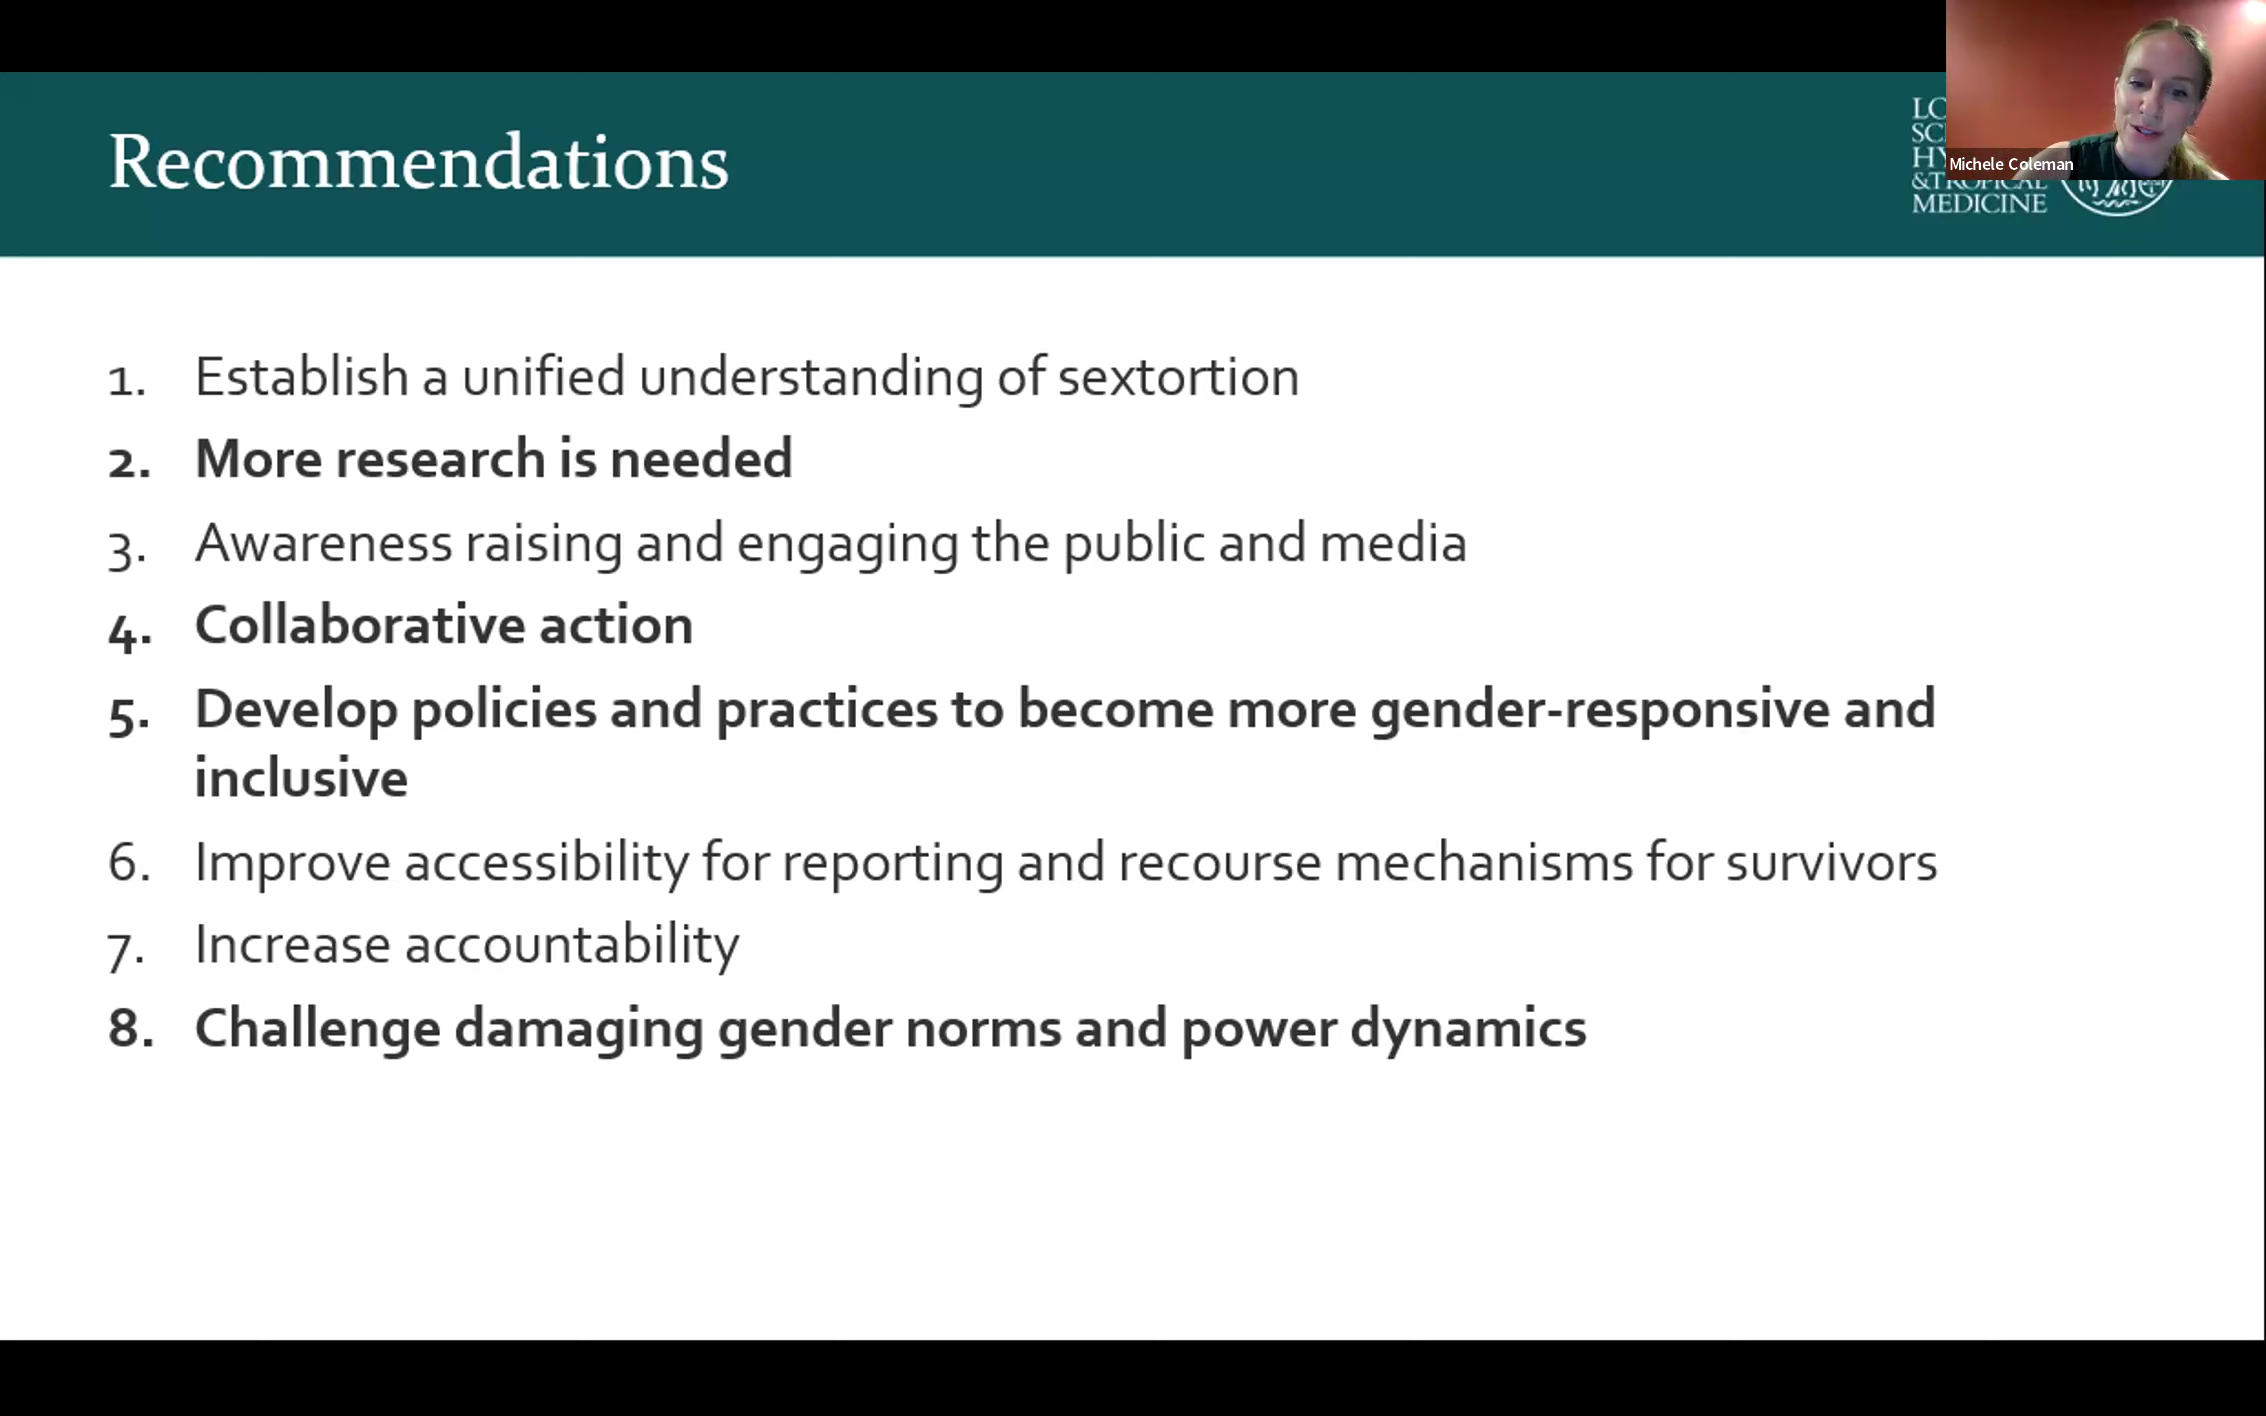 Recommendations
&TROPICAL
MEDICINE
Michele Coleman
1. Establish a unified understanding of sextortion
2. More research is needed
3. Awareness raising and engaging the public and media
4. Collaborative action
5. Develop policies and practices to become more gender-responsive and
inclusive
6. Improve accessibility for reporting and recourse mechanisms for survivors
7. Increase accountability
8. Challenge damaging gender norms and power dynamics